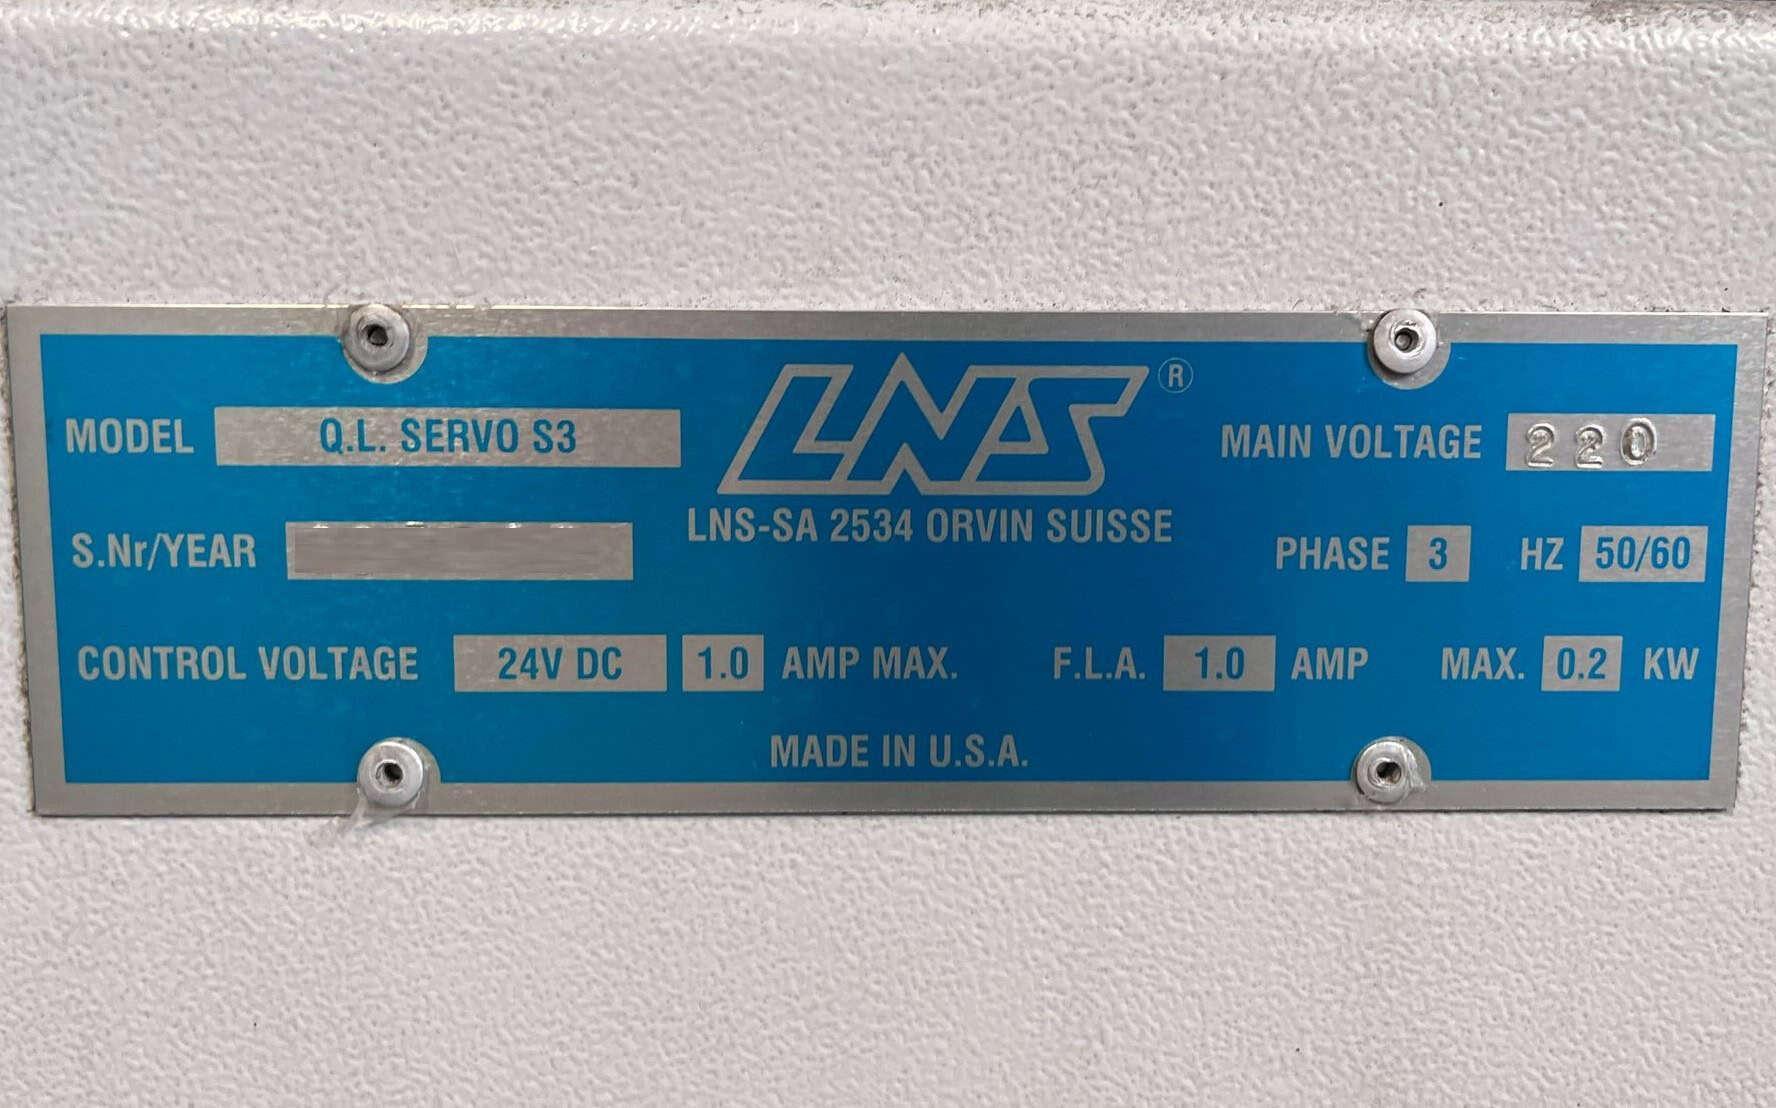 LNS®
LNS-SA 2534 ORVIN SUISSE
MODEL Q.L. SERVO S3
MAIN VOLTAGE 220
S.Nr/YEAR
PHASE 3 HZ 50/60
CONTROL VOLTAGE 24V DC 1.0 AMP MAX.
F.L.A. 1.0 AMP MAX. 0.2 KW
MADE IN U.S.A.